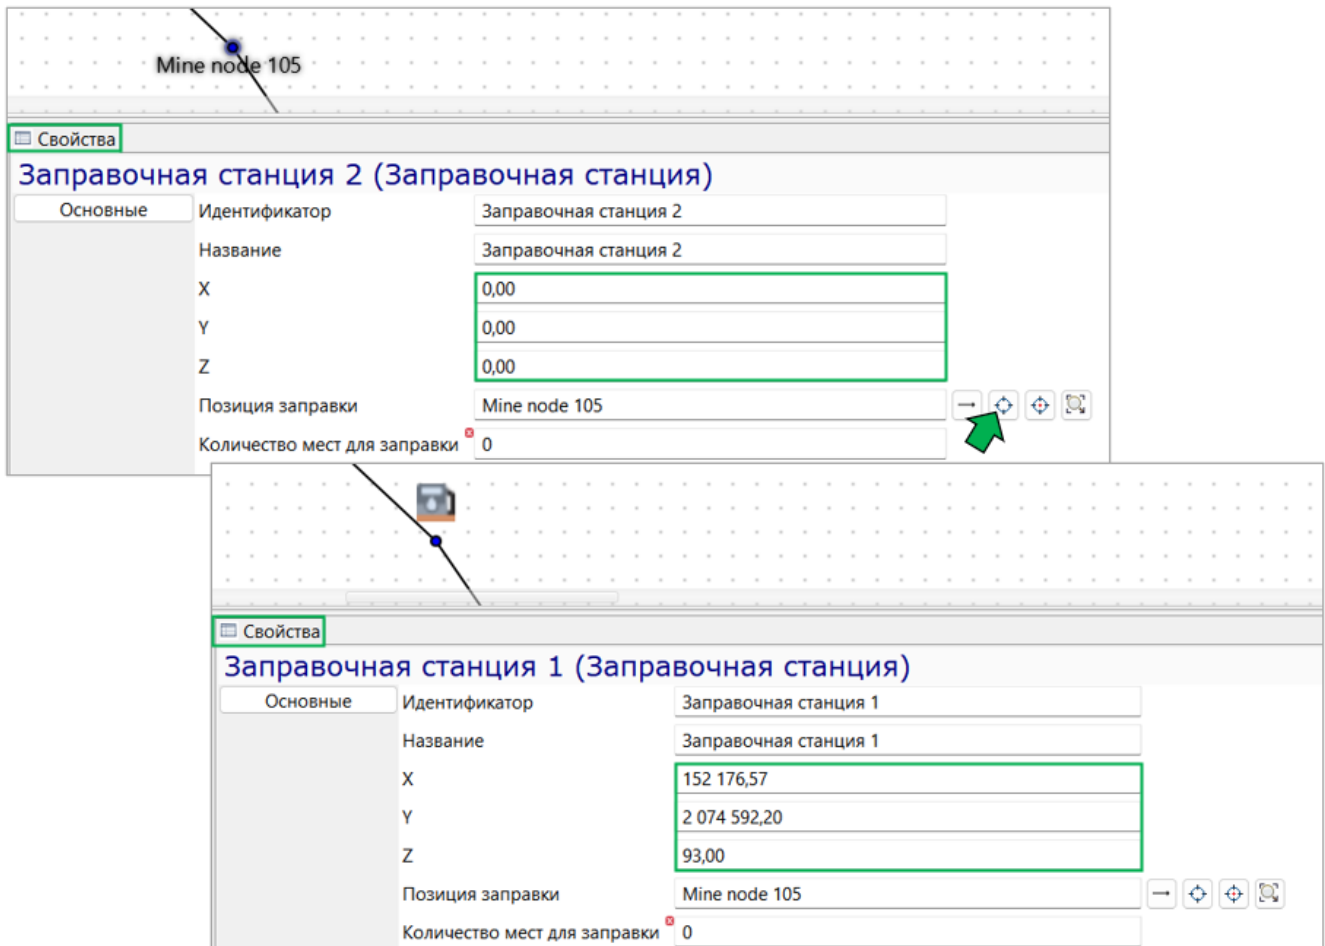 Mine node 105
Свойства
Заправочная станция 2 (Заправочная станция)
Основные
Идентификатор Заправочная станция 2
Название Заправочная станция 2
X 0,00
Y 0,00
Z 0,00
Позиция заправки Mine node 105
Количество мест для заправки 0
Свойства
Заправочная станция 1 (Заправочная станция)
Основные
Идентификатор Заправочная станция 1
Название Заправочная станция 1
X 152 176,57
Y 2 074 592,20
Z 93,00
Позиция заправки Mine node 105
Количество мест для заправки 0